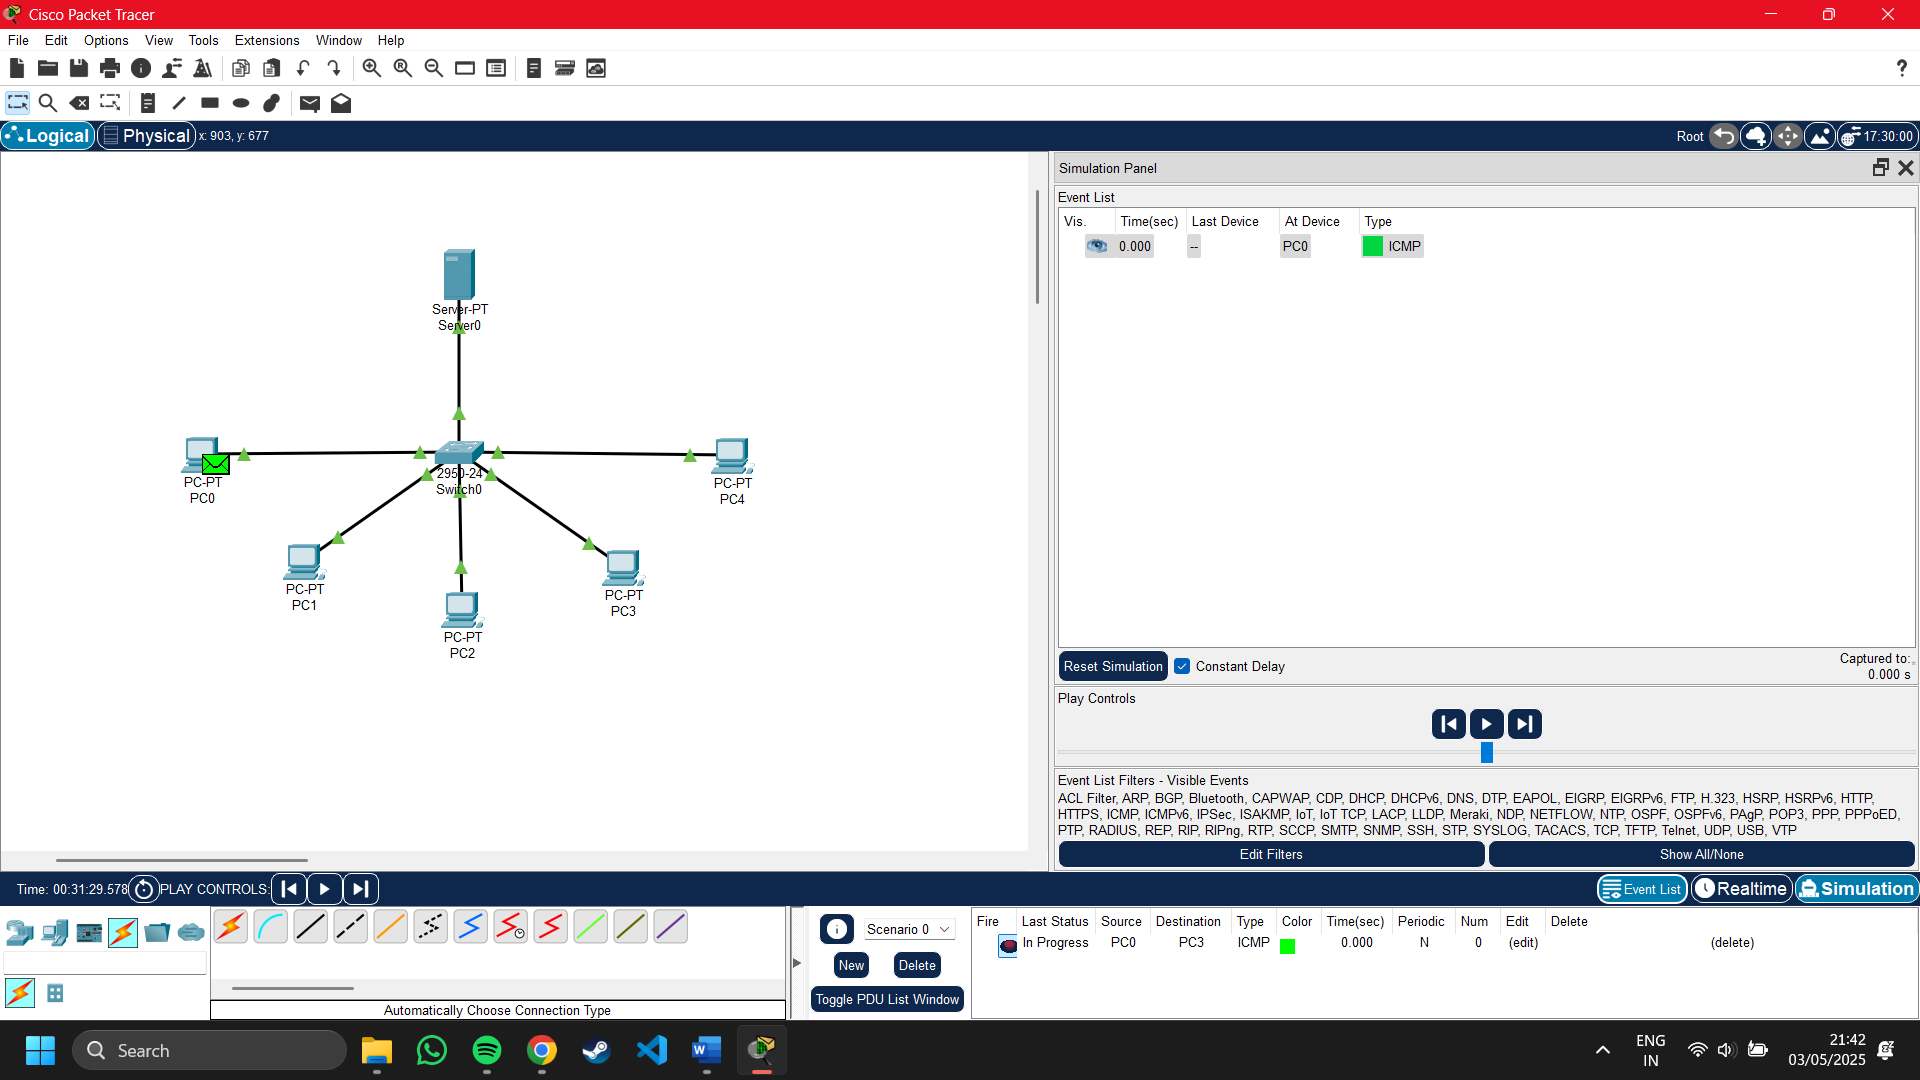 Cisco Packet Tracer
File Edit Options View Tools Extensions Window Help
?
Logical Physical x: 903, y: 677 Root 17:30:00
Simulation Panel
Event List
Vis. Time(sec) Last Device At Device Type
0.000 -- PC0 ICMP
Server-PT
Server0
2950-24
Switch0
PC-PT
PC0
PC-PT
PC4
PC-PT
PC1
PC-PT
PC3
PC-PT
PC2
Reset Simulation Constant Delay
Captured to:
0.000 s
Play Controls
Event List Filters - Visible Events
ACL Filter, ARP, BGP, Bluetooth, CAPWAP, CDP, DHCP, DHCPv6, DNS, DTP, EAPOL, EIGRP, EIGRPv6, FTP, H.323, HSRP, HSRPv6, HTTP,
HTTPS, ICMP, ICMPv6, IPSec, ISAKMP, IoT, IoT TCP, LACP, LLDP, Meraki, NDP, NETFLOW, NTP, OSPF, OSPFv6, PAgP, POP3, PPP, PPPoED,
PTP, RADIUS, REP, RIP, RIPng, RTP, SCCP, SMTP, SNMP, SSH, STP, SYSLOG, TACACS, TCP, TFTP, Telnet, UDP, USB, VTP
Edit Filters Show All/None
Time: 00:31:29.578 PLAY CONTROLS: Event List Realtime Simulation
Scenario 0
New Delete
Toggle PDU List Window
Fire Last Status Source Destination Type Color Time(sec) Periodic Num Edit Delete
In Progress PC0 PC3 ICMP 0.000 N 0 (edit) (delete)
Automatically Choose Connection Type
Search
ENG
IN
21:42
03/05/2025